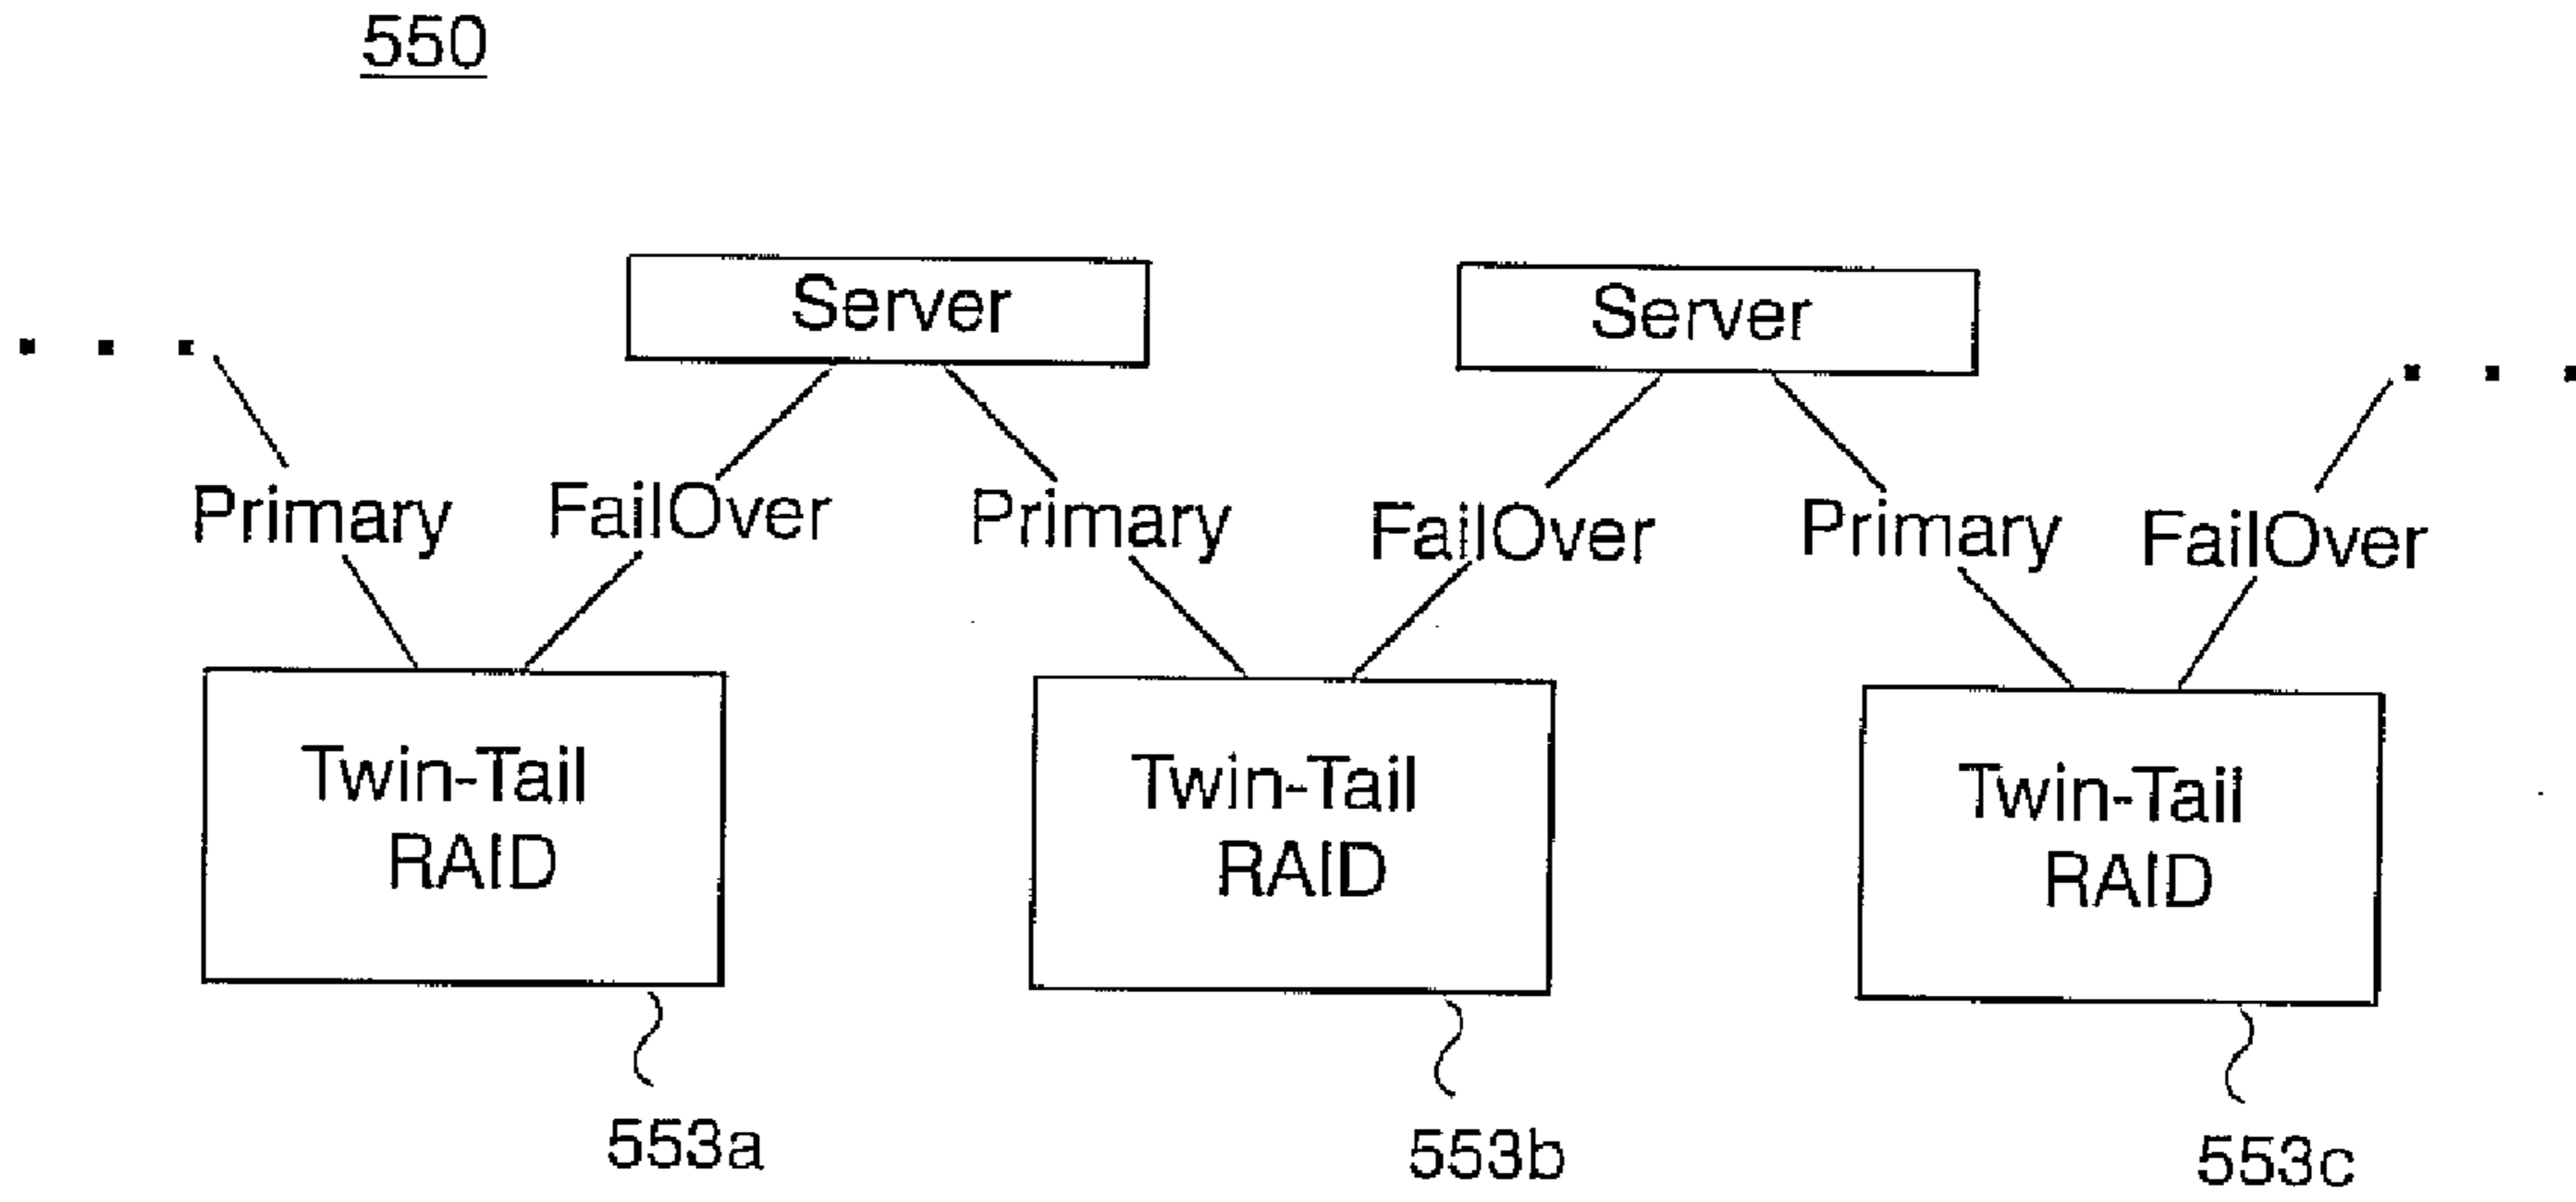 550
Server
Server
Primary
FailOver
Primary
FailOver
Primary
FailOver
Twin-Tail
RAID
Twin-Tail
RAID
Twin-Tail
RAID
553a
553b
553c